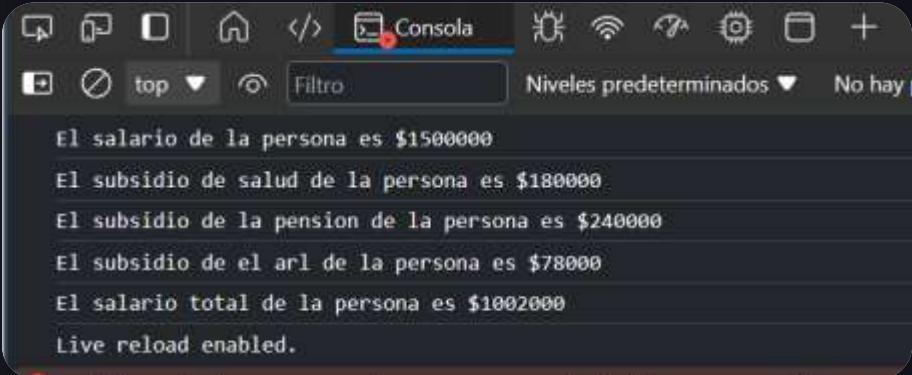 Consola
top Filtro Niveles predeterminados No hay
El salario de la persona es $1500000
El subsidio de salud de la persona es $180000
El subsidio de la pension de la persona es $240000
El subsidio de el arl de la persona es $78000
El salario total de la persona es $1002000
Live reload enabled.